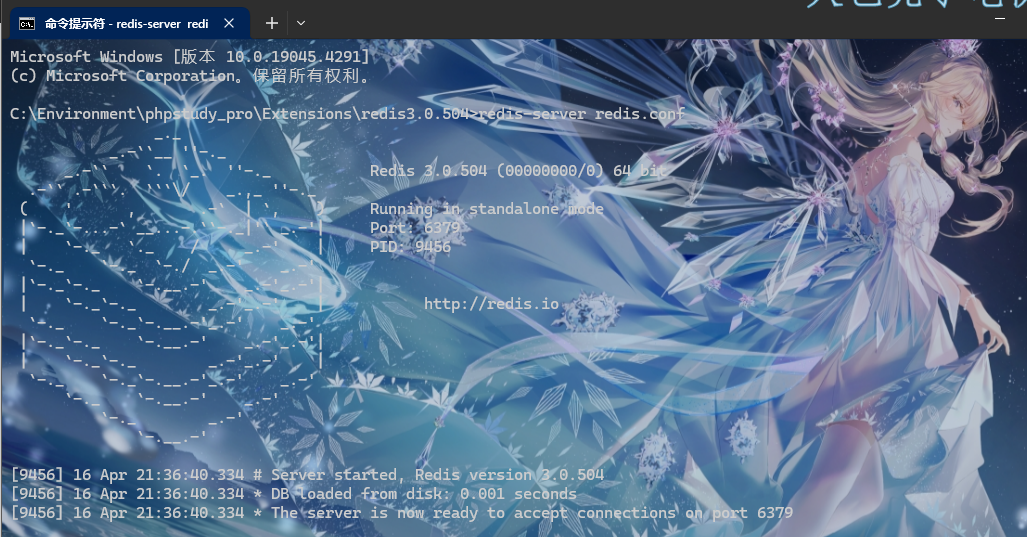 命令提示符 - redis-server redi
Microsoft Windows [版本 10.0.19045.4291]
(c) Microsoft Corporation。保留所有权利。
C:\Environment\phpstudy_pro\Extensions\redis3.0.504>redis-server redis.conf
Redis 3.0.504 (00000000/0) 64 bit
Running in standalone mode
Port: 6379
PID: 9456
http://redis.io
[9456] 16 Apr 21:36:40.334 # Server started, Redis version 3.0.504
[9456] 16 Apr 21:36:40.334 * DB loaded from disk: 0.001 seconds
[9456] 16 Apr 21:36:40.334 * The server is now ready to accept connections on port 6379